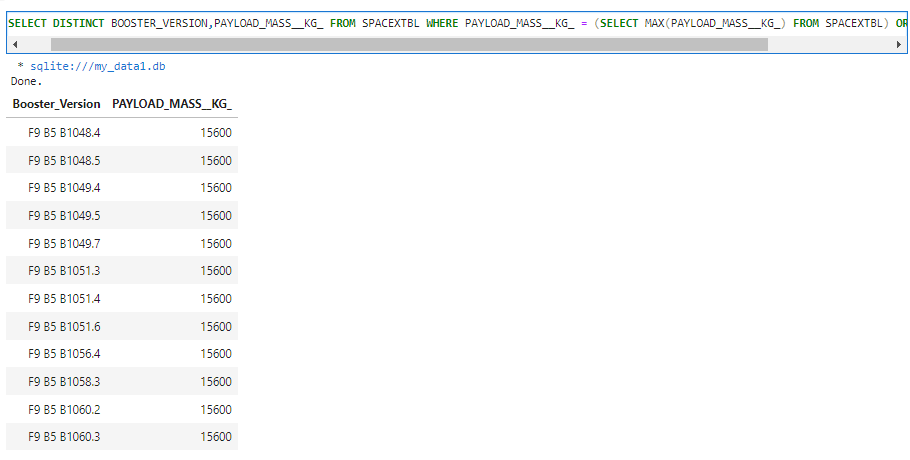 SELECT DISTINCT BOOSTER_VERSION,PAYLOAD_MASS__KG_ FROM SPACEXTBL WHERE PAYLOAD_MASS__KG_ = (SELECT MAX(PAYLOAD_MASS__KG_) FROM SPACEXTBL) OR
* sqlite:///my_data1.db
Done.
Booster_Version PAYLOAD_MASS__KG_
F9 B5 B1048.4 15600
F9 B5 B1048.5 15600
F9 B5 B1049.4 15600
F9 B5 B1049.5 15600
F9 B5 B1049.7 15600
F9 B5 B1051.3 15600
F9 B5 B1051.4 15600
F9 B5 B1051.6 15600
F9 B5 B1056.4 15600
F9 B5 B1058.3 15600
F9 B5 B1060.2 15600
F9 B5 B1060.3 15600